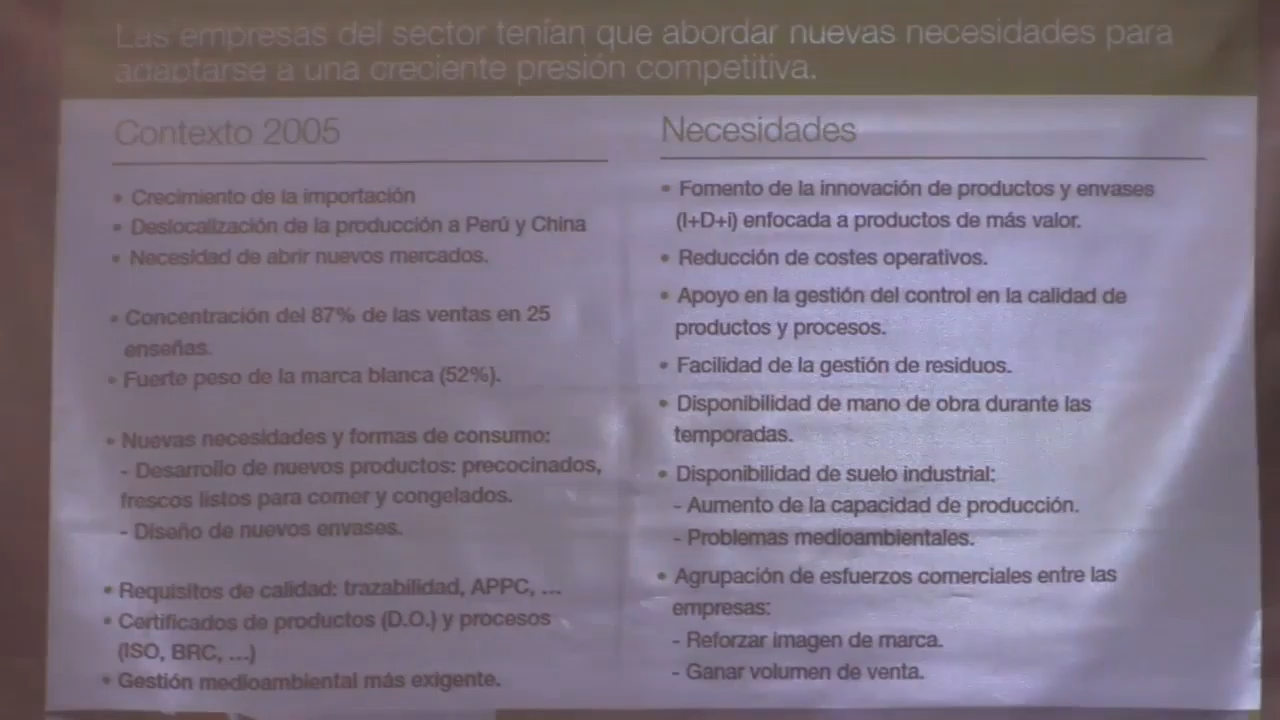 Las empresas del sector tenían que abordar nuevas necesidades para
adaptarse a una creciente presión competitiva.
Contexto 2005
• Crecimiento de la importación
• Deslocalización de la producción a Perú y China
• Necesidad de abrir nuevos mercados.
• Concentración del 87% de las ventas en 25
enseñas.
• Fuerte peso de la marca blanca (52%).
• Nuevas necesidades y formas de consumo:
- Desarrollo de nuevos productos: precocinados,
frescos listos para comer y congelados.
- Diseño de nuevos envases.
• Requisitos de calidad: trazabilidad, APPC, ...
• Certificados de productos (D.O.) y procesos
(ISO, BRC, ...)
• Gestión medioambiental más exigente.
Necesidades
• Fomento de la innovación de productos y envases
(I+D+i) enfocada a productos de más valor.
• Reducción de costes operativos.
• Apoyo en la gestión del control en la calidad de
productos y procesos.
• Facilidad de la gestión de residuos.
• Disponibilidad de mano de obra durante las
temporadas.
• Disponibilidad de suelo industrial:
- Aumento de la capacidad de producción.
- Problemas medioambientales.
• Agrupación de esfuerzos comerciales entre las
empresas:
- Reforzar imagen de marca.
- Ganar volumen de venta.